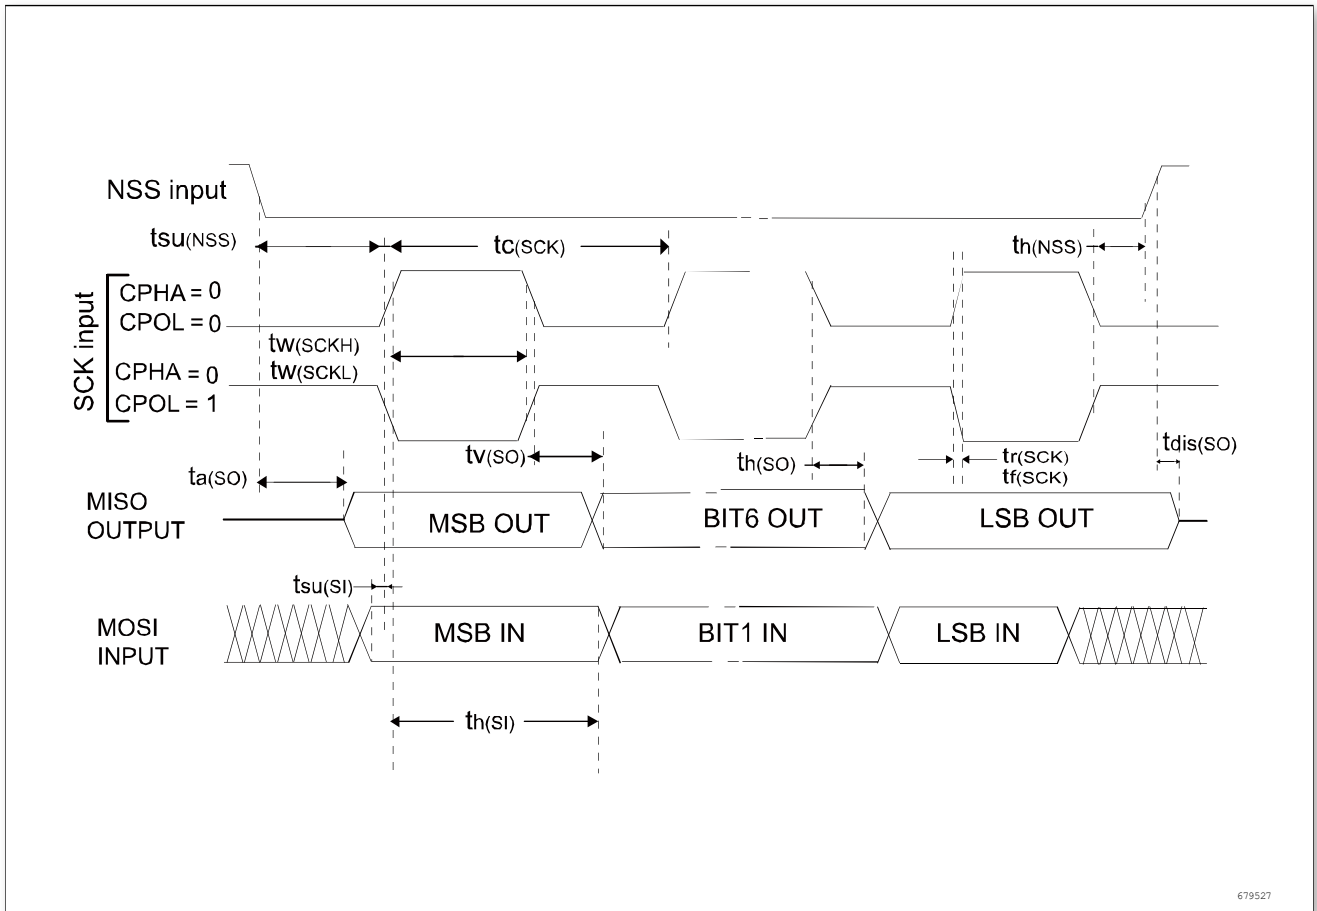 NSS input
tsu(NSS)
tc(SCK)
th(NSS)
SCK input
CPHA = 0
CPOL = 0
tw(SCKH)
tw(SCKL)
CPHA = 0
CPOL = 1
tv(SO)
th(SO)
tr(SCK)
tf(SCK)
tdis(SO)
ta(SO)
MISO
OUTPUT
MSB OUT
BIT6 OUT
LSB OUT
tsu(SI)
MOSI
INPUT
MSB IN
BIT1 IN
LSB IN
th(SI)
679527